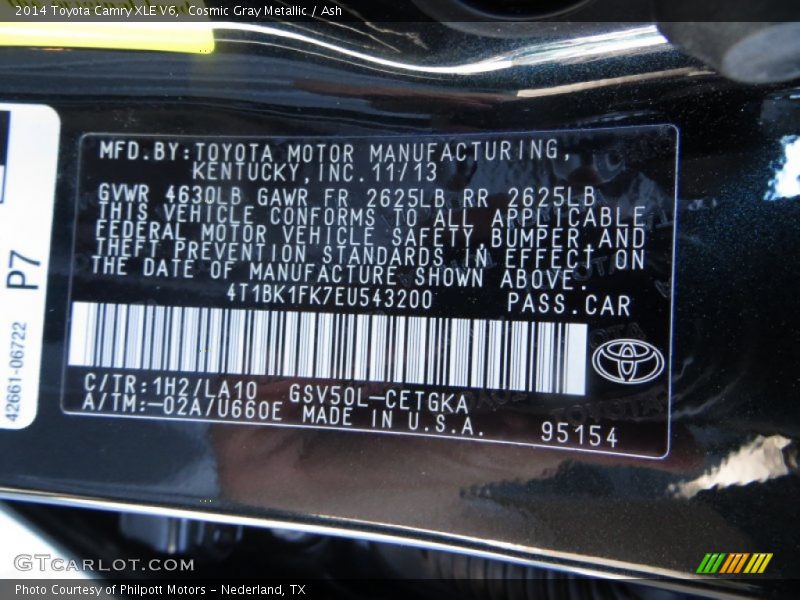 2014 Toyota Camry XLE V6, Cosmic Gray Metallic / Ash
MFD.BY:TOYOTA MOTOR MANUFACTURING,
KENTUCKY,INC.11/13
GVWR 4630LB GAWR FR 2625LB RR 2625LB
THIS VEHICLE CONFORMS TO ALL APPLICABLE
FEDERAL MOTOR VEHICLE SAFETY,BUMPER,AND
THEFT PREVENTION STANDARDS IN EFFECT ON
THE DATE OF MANUFACTURE SHOWN ABOVE.
4T1BK1FK7EU543200 PASS.CAR
C/TR:1H2/LA10 GSV50L-CETGKA
A/TM:-02A/U660E MADE IN U.S.A.
95154
P7
42661-06722
GTCARLOT.COM
Photo Courtesy of Philpott Motors - Nederland, TX